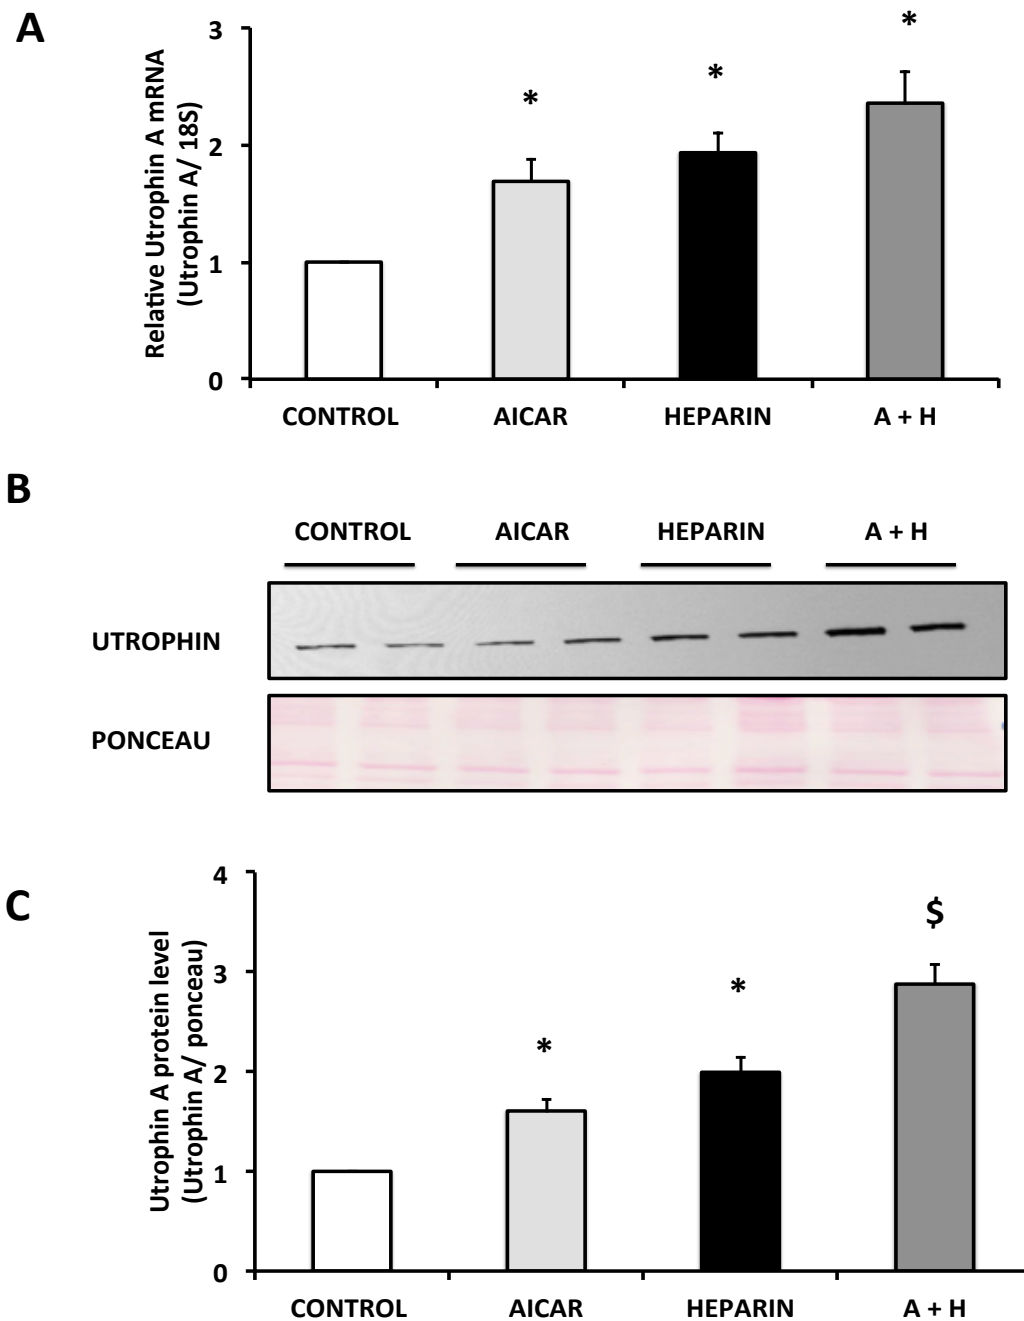 A
Relative Utrophin A mRNA
(Utrophin A/ 18S)
3
2
1
0
*
*
*
CONTROL AICAR HEPARIN A + H
B
CONTROL AICAR HEPARIN A + H
UTROPHIN
PONCEAU
C
Utrophin A protein level
(Utrophin A/ ponceau)
4
3
2
1
0
*
*
$
CONTROL AICAR HEPARIN A + H